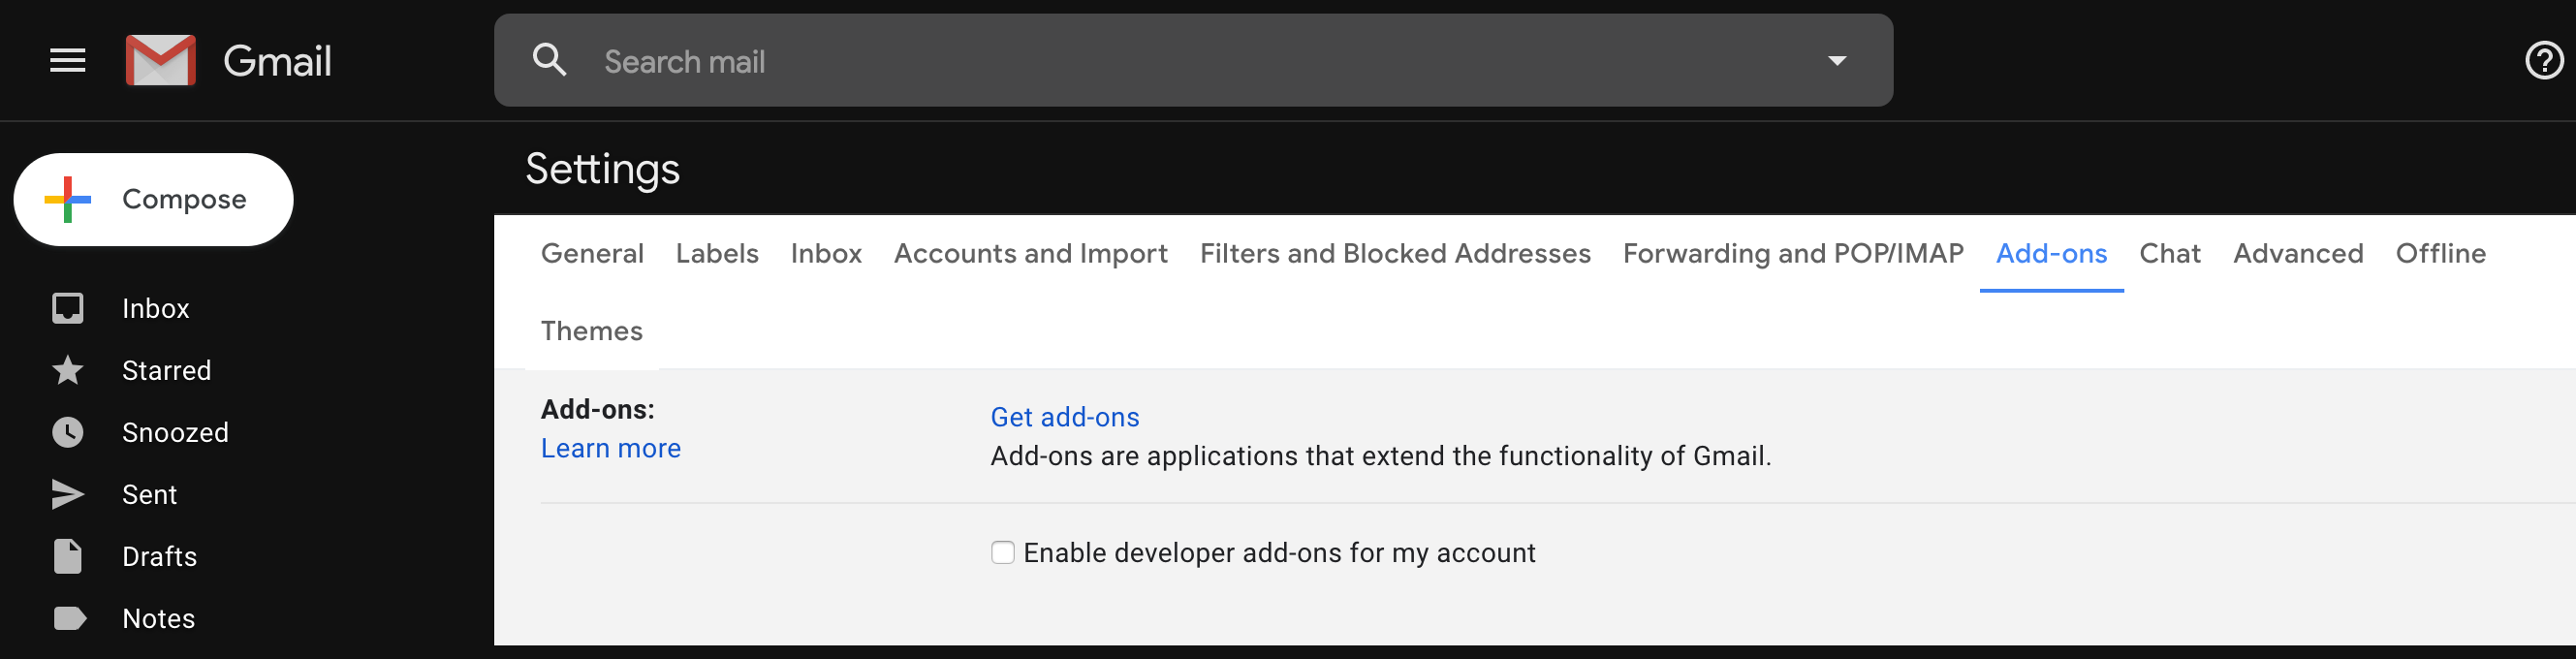 Gmail
Search mail
Compose
Settings
General Labels Inbox Accounts and Import Filters and Blocked Addresses Forwarding and POP/IMAP Add-ons Chat Advanced Offline
Themes
Inbox
Starred
Snoozed
Sent
Drafts
Notes
Add-ons:
Learn more
Get add-ons
Add-ons are applications that extend the functionality of Gmail.
Enable developer add-ons for my account